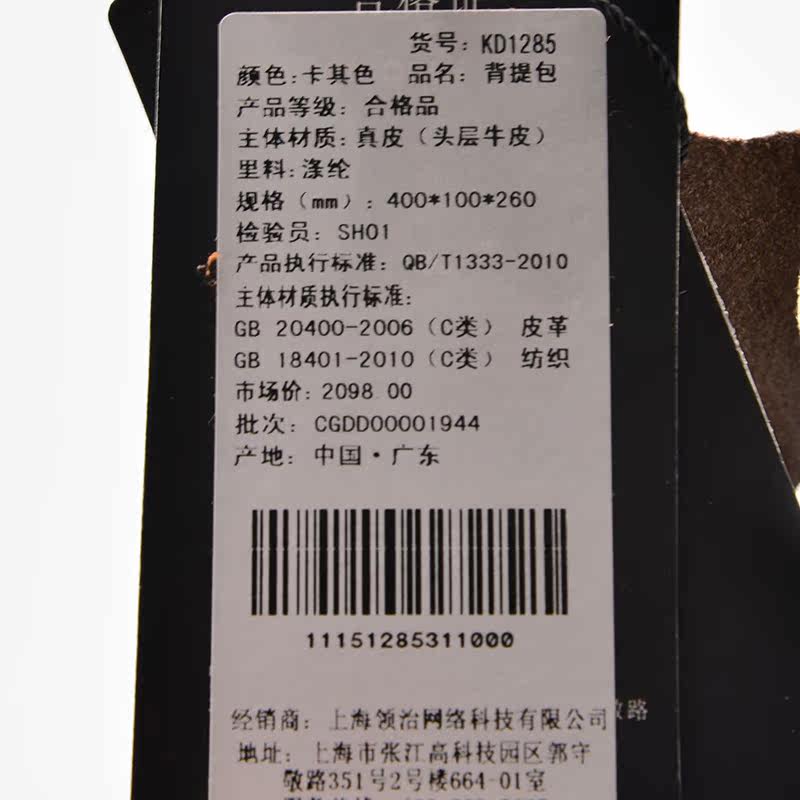 货号: KD1285
颜色: 卡其色 品名: 背提包
产品等级: 合格品
主体材质: 真皮（头层牛皮）
里料: 涤纶
规格（mm）: 400*100*260
检验员: SH01
产品执行标准: QB/T1333-2010
主体材质执行标准:
GB 20400-2006（C类） 皮革
GB 18401-2010（C类） 纺织
市场价: 2098.00
批次: CGDD00001944
产地: 中国·广东
11151285311000
经销商: 上海领治网络科技有限公司
地址: 上海市张江高科技园区郭守
敬路351号2号楼664-01室
敬路